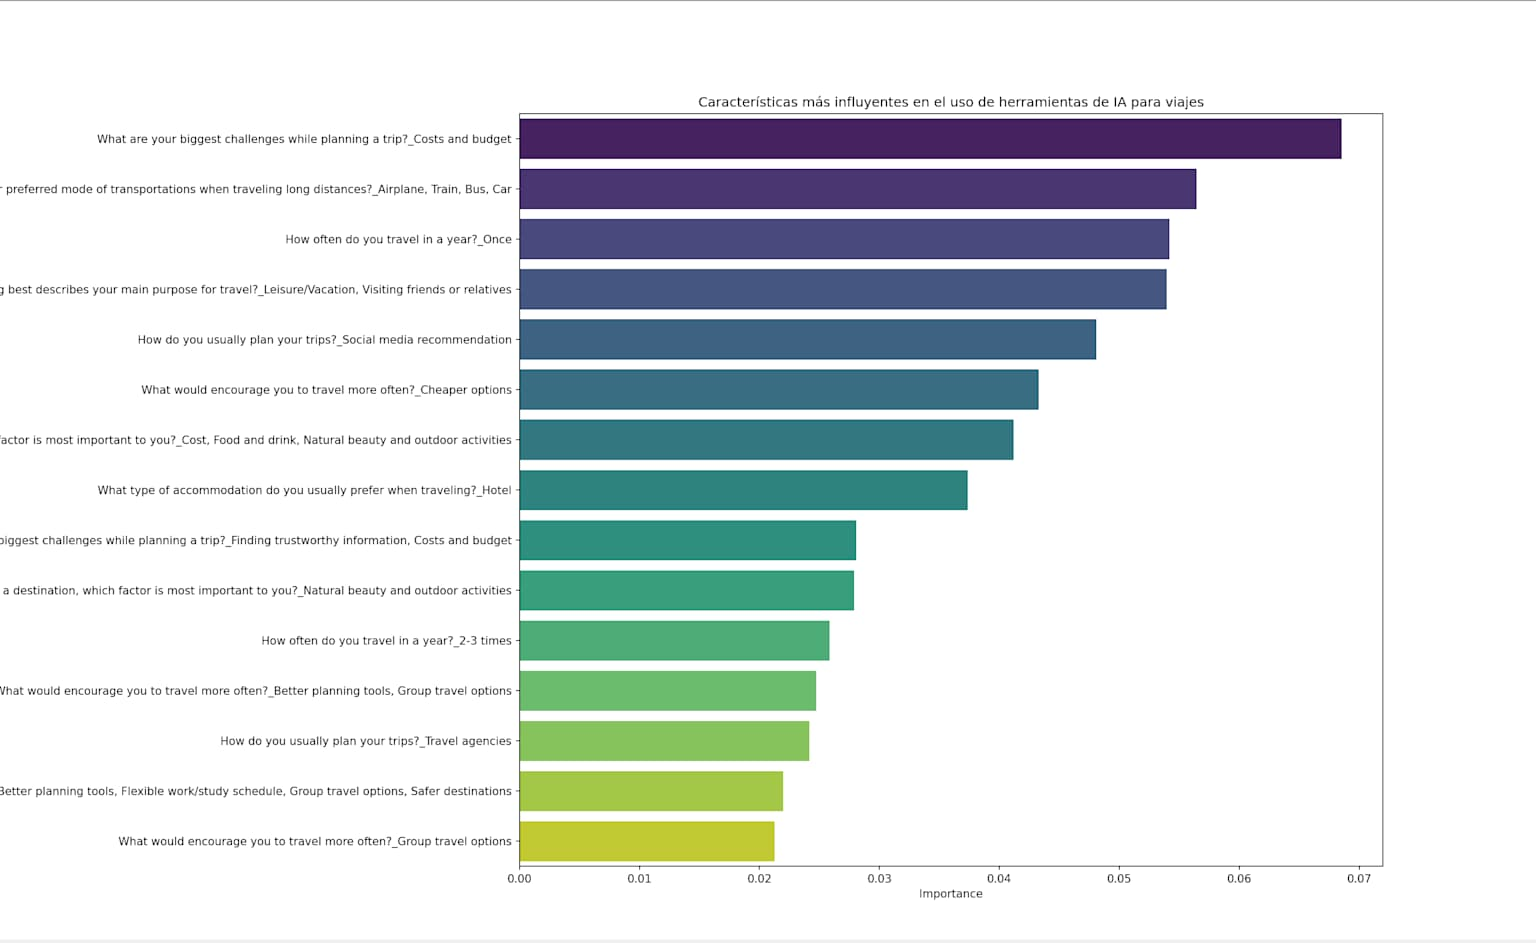 Características más influyentes en el uso de herramientas de IA para viajes
What are your biggest challenges while planning a trip?_Costs and budget
preferred mode of transportations when traveling long distances?_Airplane, Train, Bus, Car
How often do you travel in a year?_Once
best describes your main purpose for travel?_Leisure/Vacation, Visiting friends or relatives
How do you usually plan your trips?_Social media recommendation
What would encourage you to travel more often?_Cheaper options
factor is most important to you?_Cost, Food and drink, Natural beauty and outdoor activities
What type of accommodation do you usually prefer when traveling?_Hotel
biggest challenges while planning a trip?_Finding trustworthy information, Costs and budget
a destination, which factor is most important to you?_Natural beauty and outdoor activities
How often do you travel in a year?_2-3 times
What would encourage you to travel more often?_Better planning tools, Group travel options
How do you usually plan your trips?_Travel agencies
Better planning tools, Flexible work/study schedule, Group travel options, Safer destinations
What would encourage you to travel more often?_Group travel options
0.00 0.01 0.02 0.03 0.04 0.05 0.06 0.07
Importance